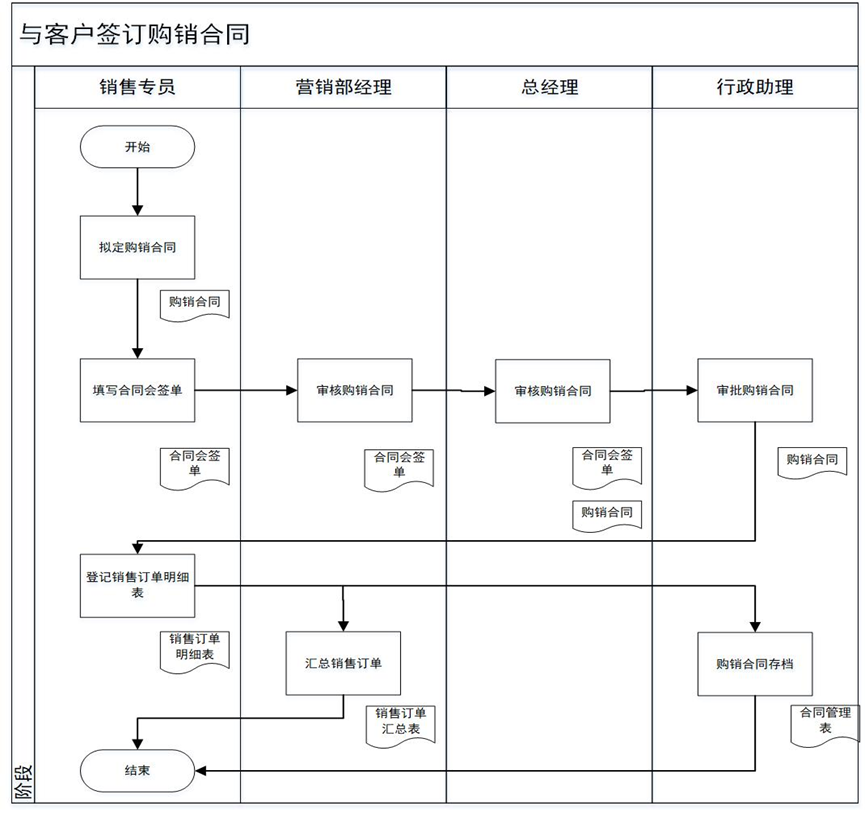 与客户签订购销合同
销售专员
营销部经理
总经理
行政助理
开始
拟定购销合同
购销合同
填写合同会签单
审核购销合同
审核购销合同
审批购销合同
合同会签
单
合同会签
单
合同会签
单
购销合同
购销合同
登记销售订单明细
表
销售订单
明细表
汇总销售订单
购销合同存档
销售订单
汇总表
合同管理
表
结束
阶段